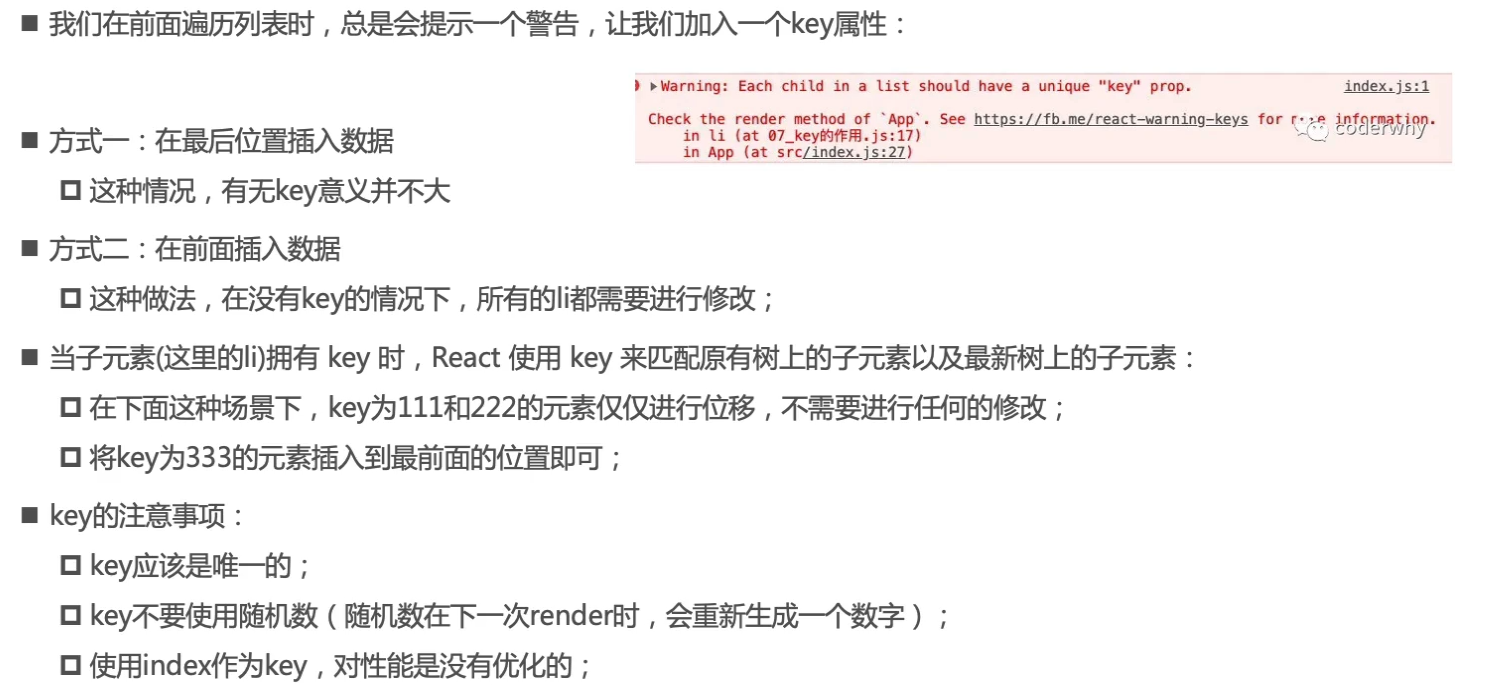 ■ 我们在前面遍历列表时，总是会提示一个警告，让我们加入一个key属性：
Warning: Each child in a list should have a unique "key" prop. index.js:1
Check the render method of `App`. See https://fb.me/react-warning-keys for information.
in li (at 07_key的作用.js:17)
in App (at src/index.js:27)
coderwhy
■ 方式一：在最后位置插入数据
这种情况，有无key意义并不大
■ 方式二：在前面插入数据
这种做法，在没有key的情况下，所有的li都需要进行修改；
■ 当子元素(这里的li)拥有 key 时，React 使用 key 来匹配原有树上的子元素以及最新树上的子元素：
在下面这种场景下，key为111和222的元素仅仅进行位移，不需要进行任何的修改；
将key为333的元素插入到最前面的位置即可；
■ key的注意事项：
key应该是唯一的；
key不要使用随机数（随机数在下一次render时，会重新生成一个数字）；
使用index作为key，对性能是没有优化的；